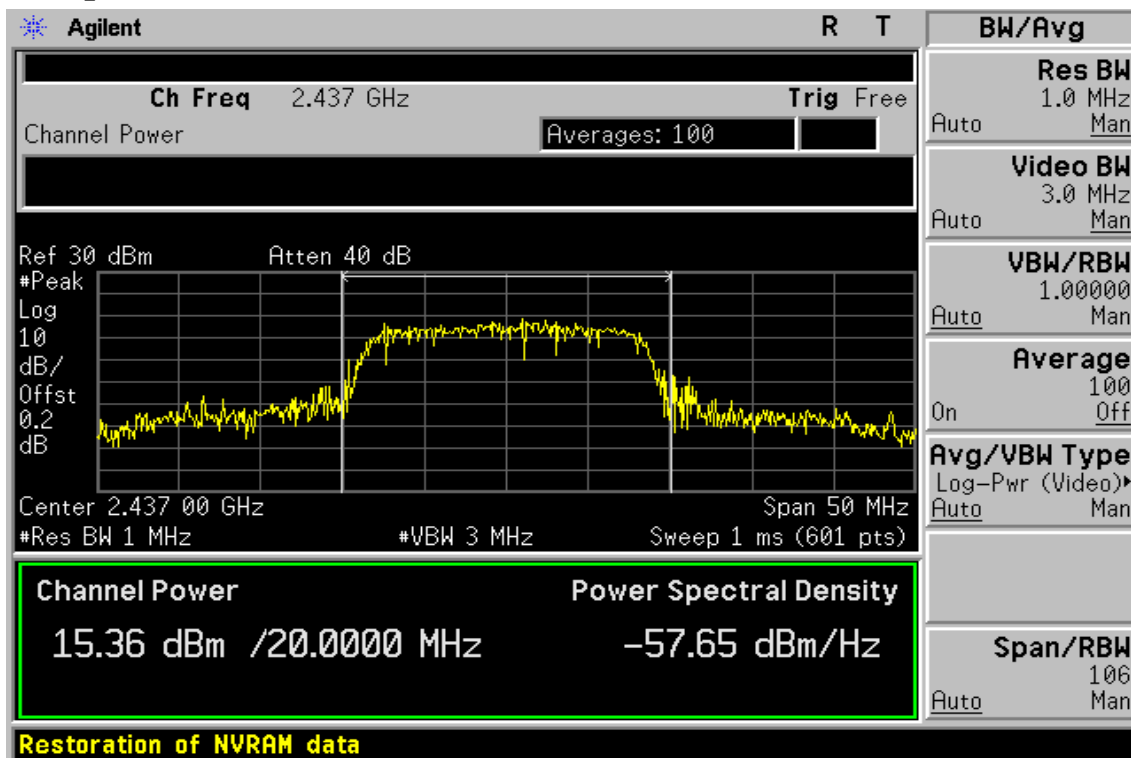 Agilent R T
Ch Freq 2.437 GHz Trig Free
Channel Power Averages: 100
Ref 30 dBm Atten 40 dB
#Peak
Log
10
dB/
Offst
0.2
dB
Center 2.437 00 GHz Span 50 MHz
#Res BW 1 MHz #VBW 3 MHz Sweep 1 ms (601 pts)
Channel Power Power Spectral Density
15.36 dBm /20.0000 MHz -57.65 dBm/Hz
Restoration of NVRAM data
BW/Avg
Res BW
1.0 MHz
Auto Man
Video BW
3.0 MHz
Auto Man
VBW/RBW
1.00000
Auto Man
Average
100
On Off
Avg/VBW Type
Log-Pwr (Video)
Auto Man
Span/RBW
106
Auto Man